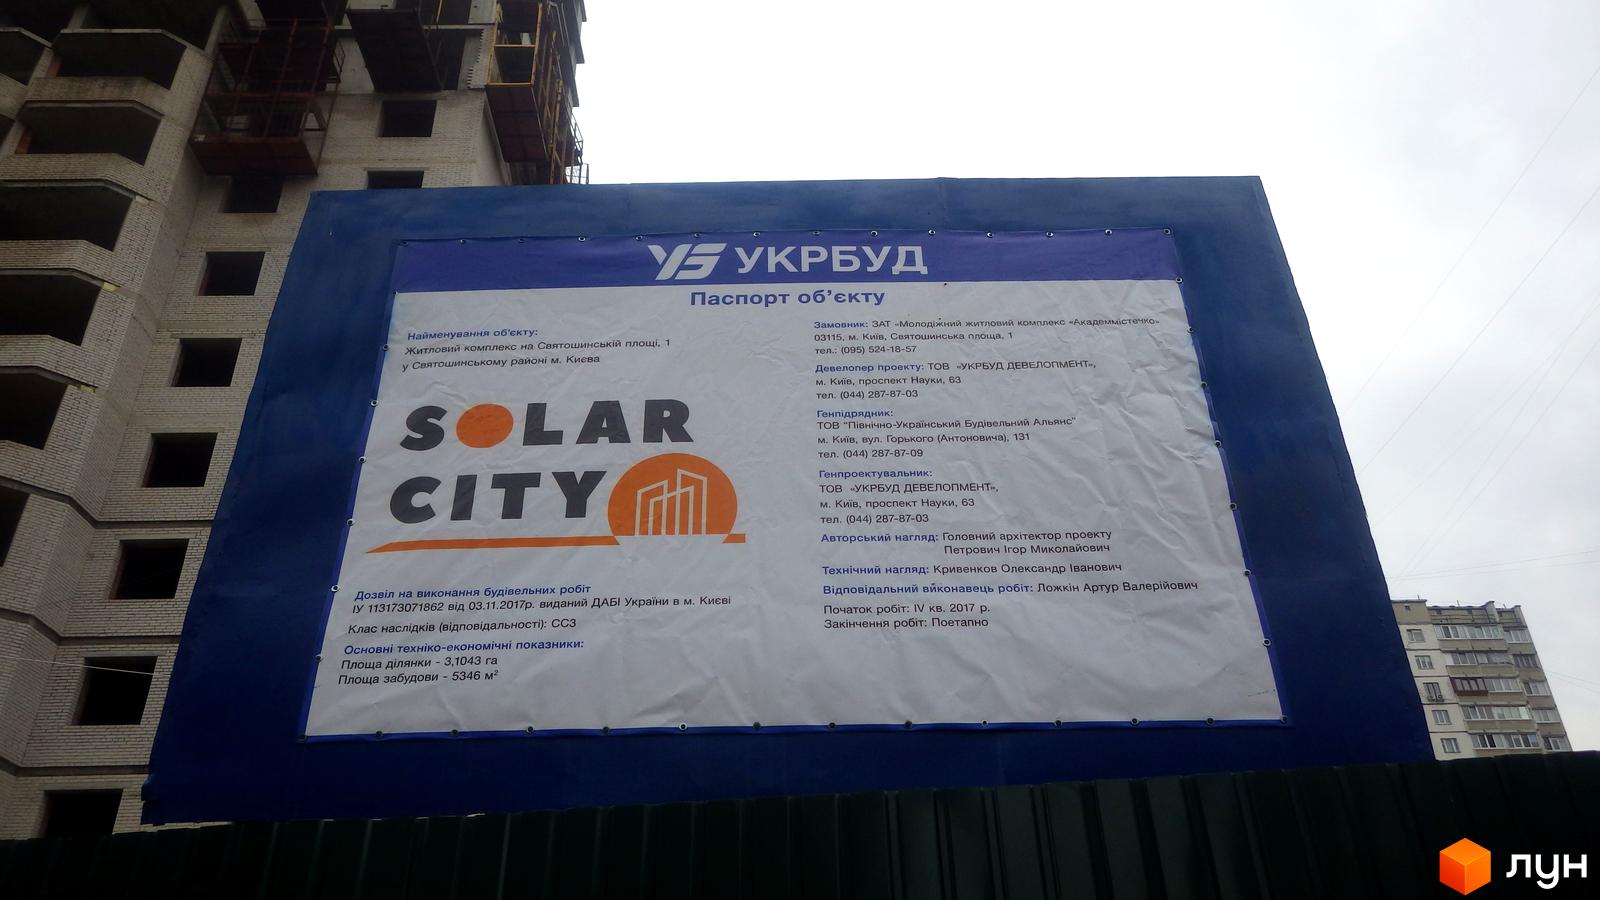 УКРБУД
Паспорт об'єкту
Найменування об'єкту:
Житловий комплекс на Святошинській площі, 1
у Святошинському районі м. Києва
SOLAR
CITY
Дозвіл на виконання будівельних робіт
ІУ 113173071862 від 03.11.2017р. виданий ДАБІ України в м. Києві
Клас наслідків (відповідальності): СС3
Основні техніко-економічні показники:
Площа ділянки - 3,1043 га
Площа забудови - 5346 м²
Замовник: ЗАТ «Молодіжний житловий комплекс «Академмістечко»
03115, м. Київ, Святошинська площа, 1
тел.: (095) 524-18-57
Девелопер проекту: ТОВ «УКРБУД ДЕВЕЛОПМЕНТ»,
м. Київ, проспект Науки, 63
тел. (044) 287-87-03
Генпідрядник:
ТОВ "Північно-Український Будівельний Альянс"
м. Київ, вул. Горького (Антоновича), 131
тел. (044) 287-87-09
Генпроектувальник:
ТОВ «УКРБУД ДЕВЕЛОПМЕНТ»,
м. Київ, проспект Науки, 63
тел. (044) 287-87-03
Авторський нагляд: Головний архітектор проекту
Петрович Ігор Миколайович
Технічний нагляд: Кривенков Олександр Іванович
Відповідальний виконавець робіт: Ложкін Артур Валерійович
Початок робіт: IV кв. 2017 р.
Закінчення робіт: Поетапно
лун